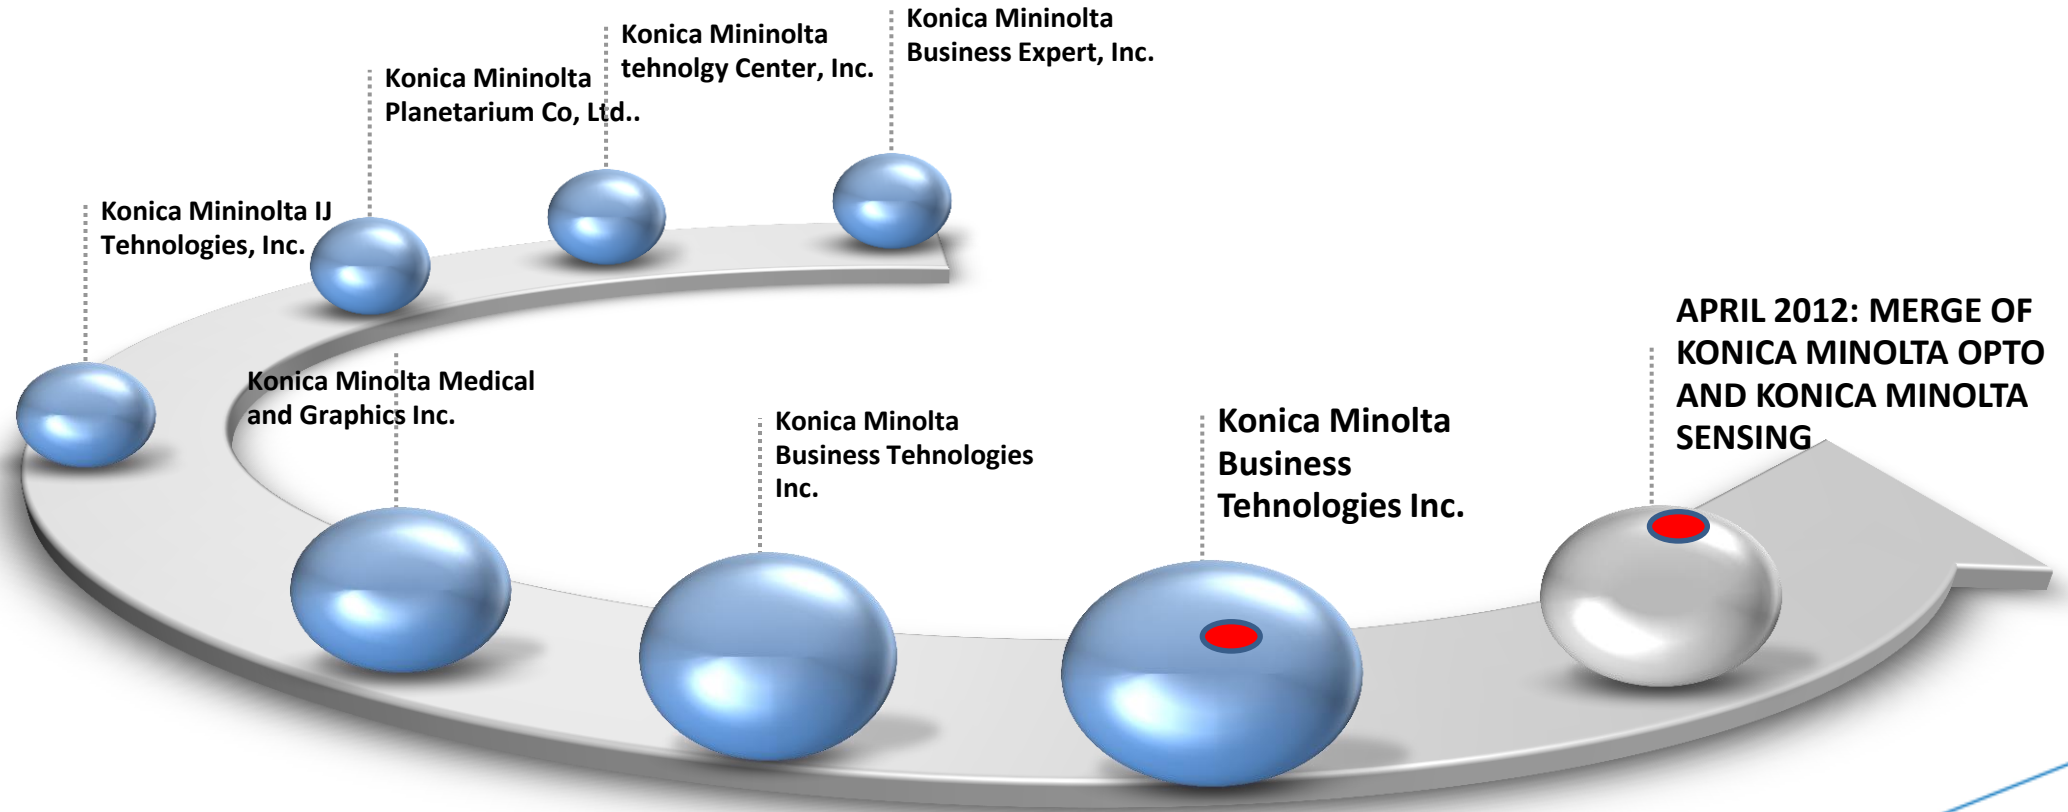 Konica Mininolta
Business Expert, Inc.
Konica Mininolta
tehnolgy Center, Inc.
Konica Mininolta
Planetarium Co, Ltd..
Konica Mininolta IJ
Tehnologies, Inc.
Konica Minolta Medical
and Graphics Inc.
Konica Minolta
Business Tehnologies
Inc.
Konica Minolta
Business
Tehnologies Inc.
APRIL 2012: MERGE OF
KONICA MINOLTA OPTO
AND KONICA MINOLTA
SENSING